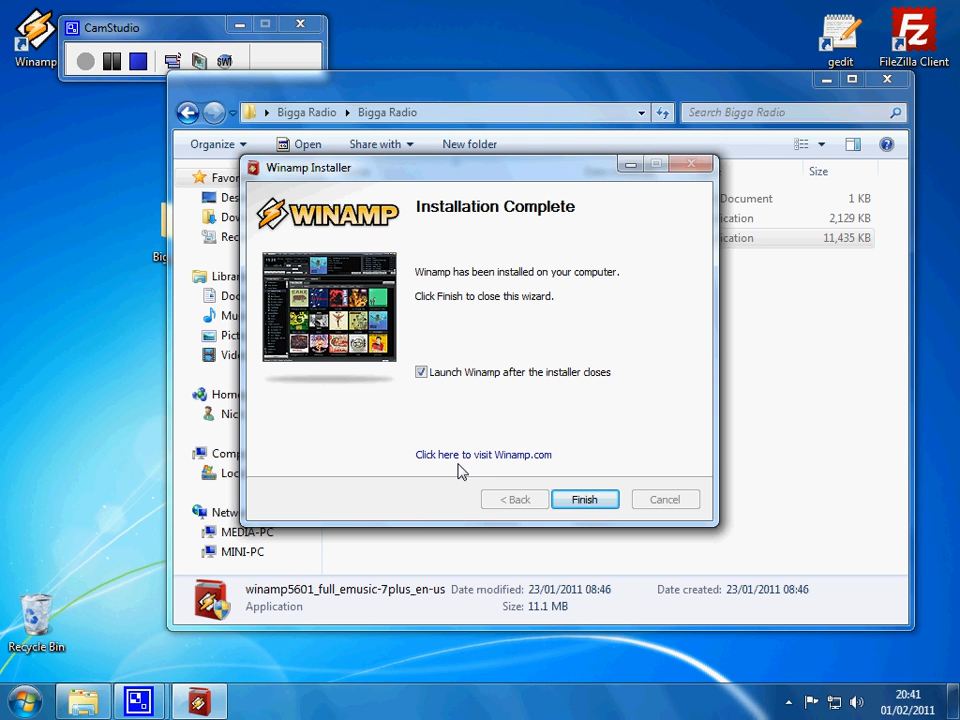 Winamp
CamStudio
gedit
FileZilla Client
Bigga Radio
Bigga Radio
Search Bigga Radio
Organize
Open
Share with
New folder
Size
Document
1 KB
2,129 KB
11,435 KB
Winamp Installer
WINAMP
Installation Complete
Winamp has been installed on your computer.
Click Finish to close this wizard.
Launch Winamp after the installer closes
Click here to visit Winamp.com
< Back
Finish
Cancel
MEDIA-PC
MINI-PC
winamp5601_full_emusic-7plus_en-us
Date modified: 23/01/2011 08:46
Date created: 23/01/2011 08:46
Application
Size: 11.1 MB
Recycle Bin
20:41
01/02/2011